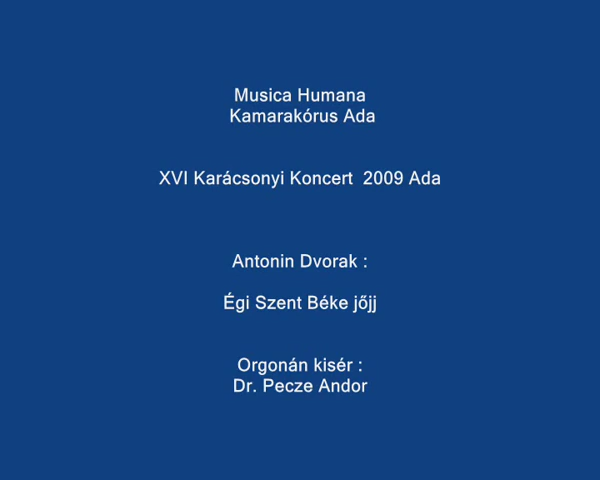 Musica Humana
Kamarakórus Ada
XVI Karácsonyi Koncert  2009 Ada
Antonin Dvorak :
Égi Szent Béke jőjj
Orgonán kisér :
Dr. Pecze Andor